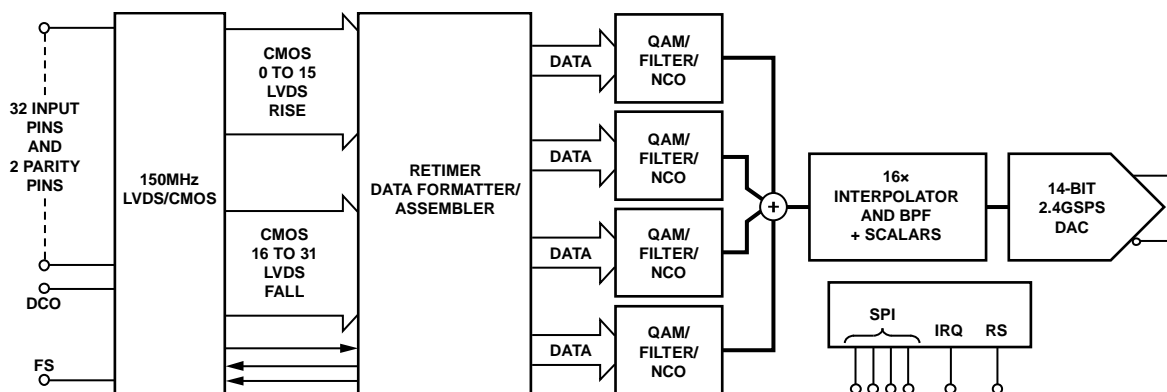 32 INPUT
PINS
AND
2 PARITY
PINS
DCO
FS
150MHz
LVDS/CMOS
CMOS
0 TO 15
LVDS
RISE
CMOS
16 TO 31
LVDS
FALL
RETIMER
DATA FORMATTER/
ASSEMBLER
DATA
QAM/
FILTER/
NCO
DATA
QAM/
FILTER/
NCO
DATA
QAM/
FILTER/
NCO
DATA
QAM/
FILTER/
NCO
+
16×
INTERPOLATOR
AND BPF
+ SCALARS
14-BIT
2.4GSPS
DAC
SPI
IRQ
RS